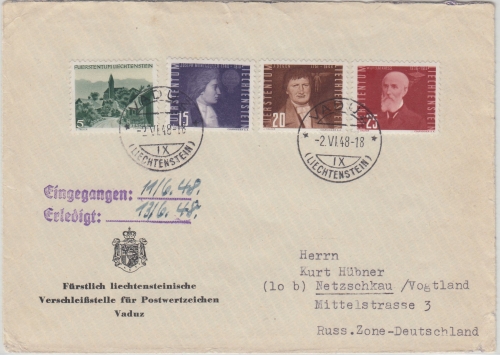 FÜRSTENTUM LIECHTENSTEIN
5
15
20
25
VADUZ
-2.VI.48-18
IX
(LIECHTENSTEIN)
VADUZ
-2.VI.48-18
IX
(LIECHTENSTEIN)
Eingegangen: 11/6. 48.
Erledigt: 13/6. 48.
Fürstlich liechtensteinische
Verschleißstelle für Postwertzeichen
Vaduz
Herrn
Kurt Hübner
(10 b) Netzschkau /Vogtland
Mittelstrasse 3
Russ.Zone-Deutschland